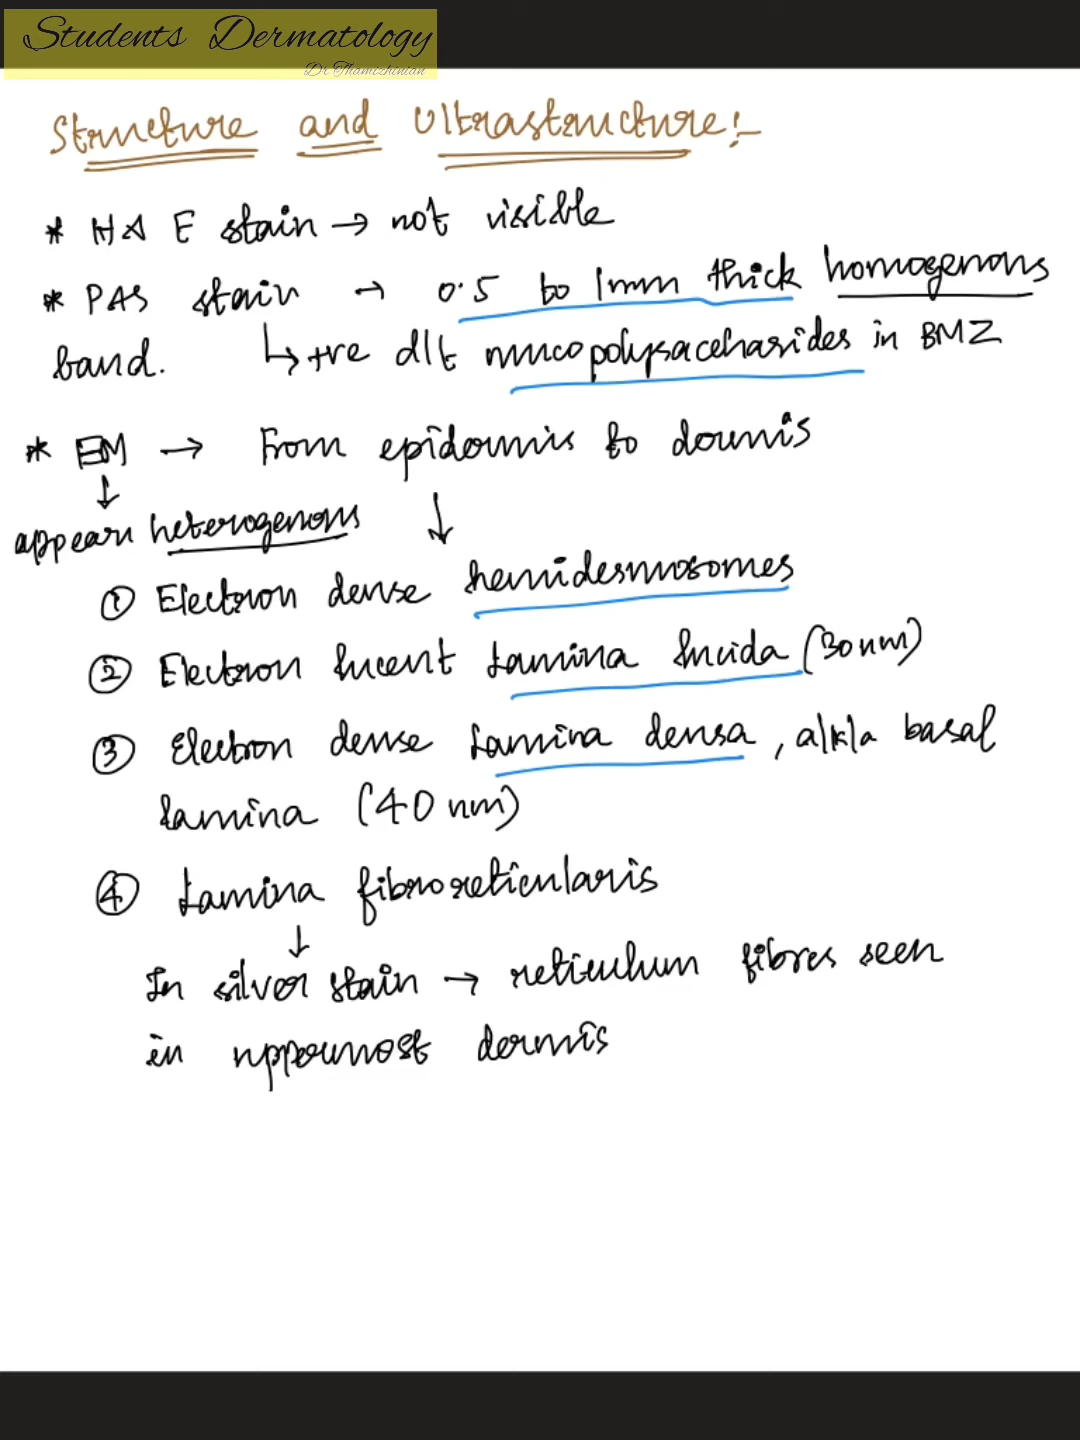 Students Dermatology
Dr Thamizhinian
Structure and Ultrastructure:-
* H & E stain → not visible
* PAS stain → 0.5 to 1mm thick homogenous
band. ↳ +ve d/t mucopolysaccharides in BMZ
* EM → From epidermis to dermis
↓
appears heterogenous ↓
① Electron dense hemidesmosomes
② Electron lucent Lamina lucida (30nm)
③ Electron dense Lamina densa, a/k/a basal
lamina (40 nm)
④ Lamina fibroreticularis
↓
In silver stain → reticulum fibres seen
in uppermost dermis